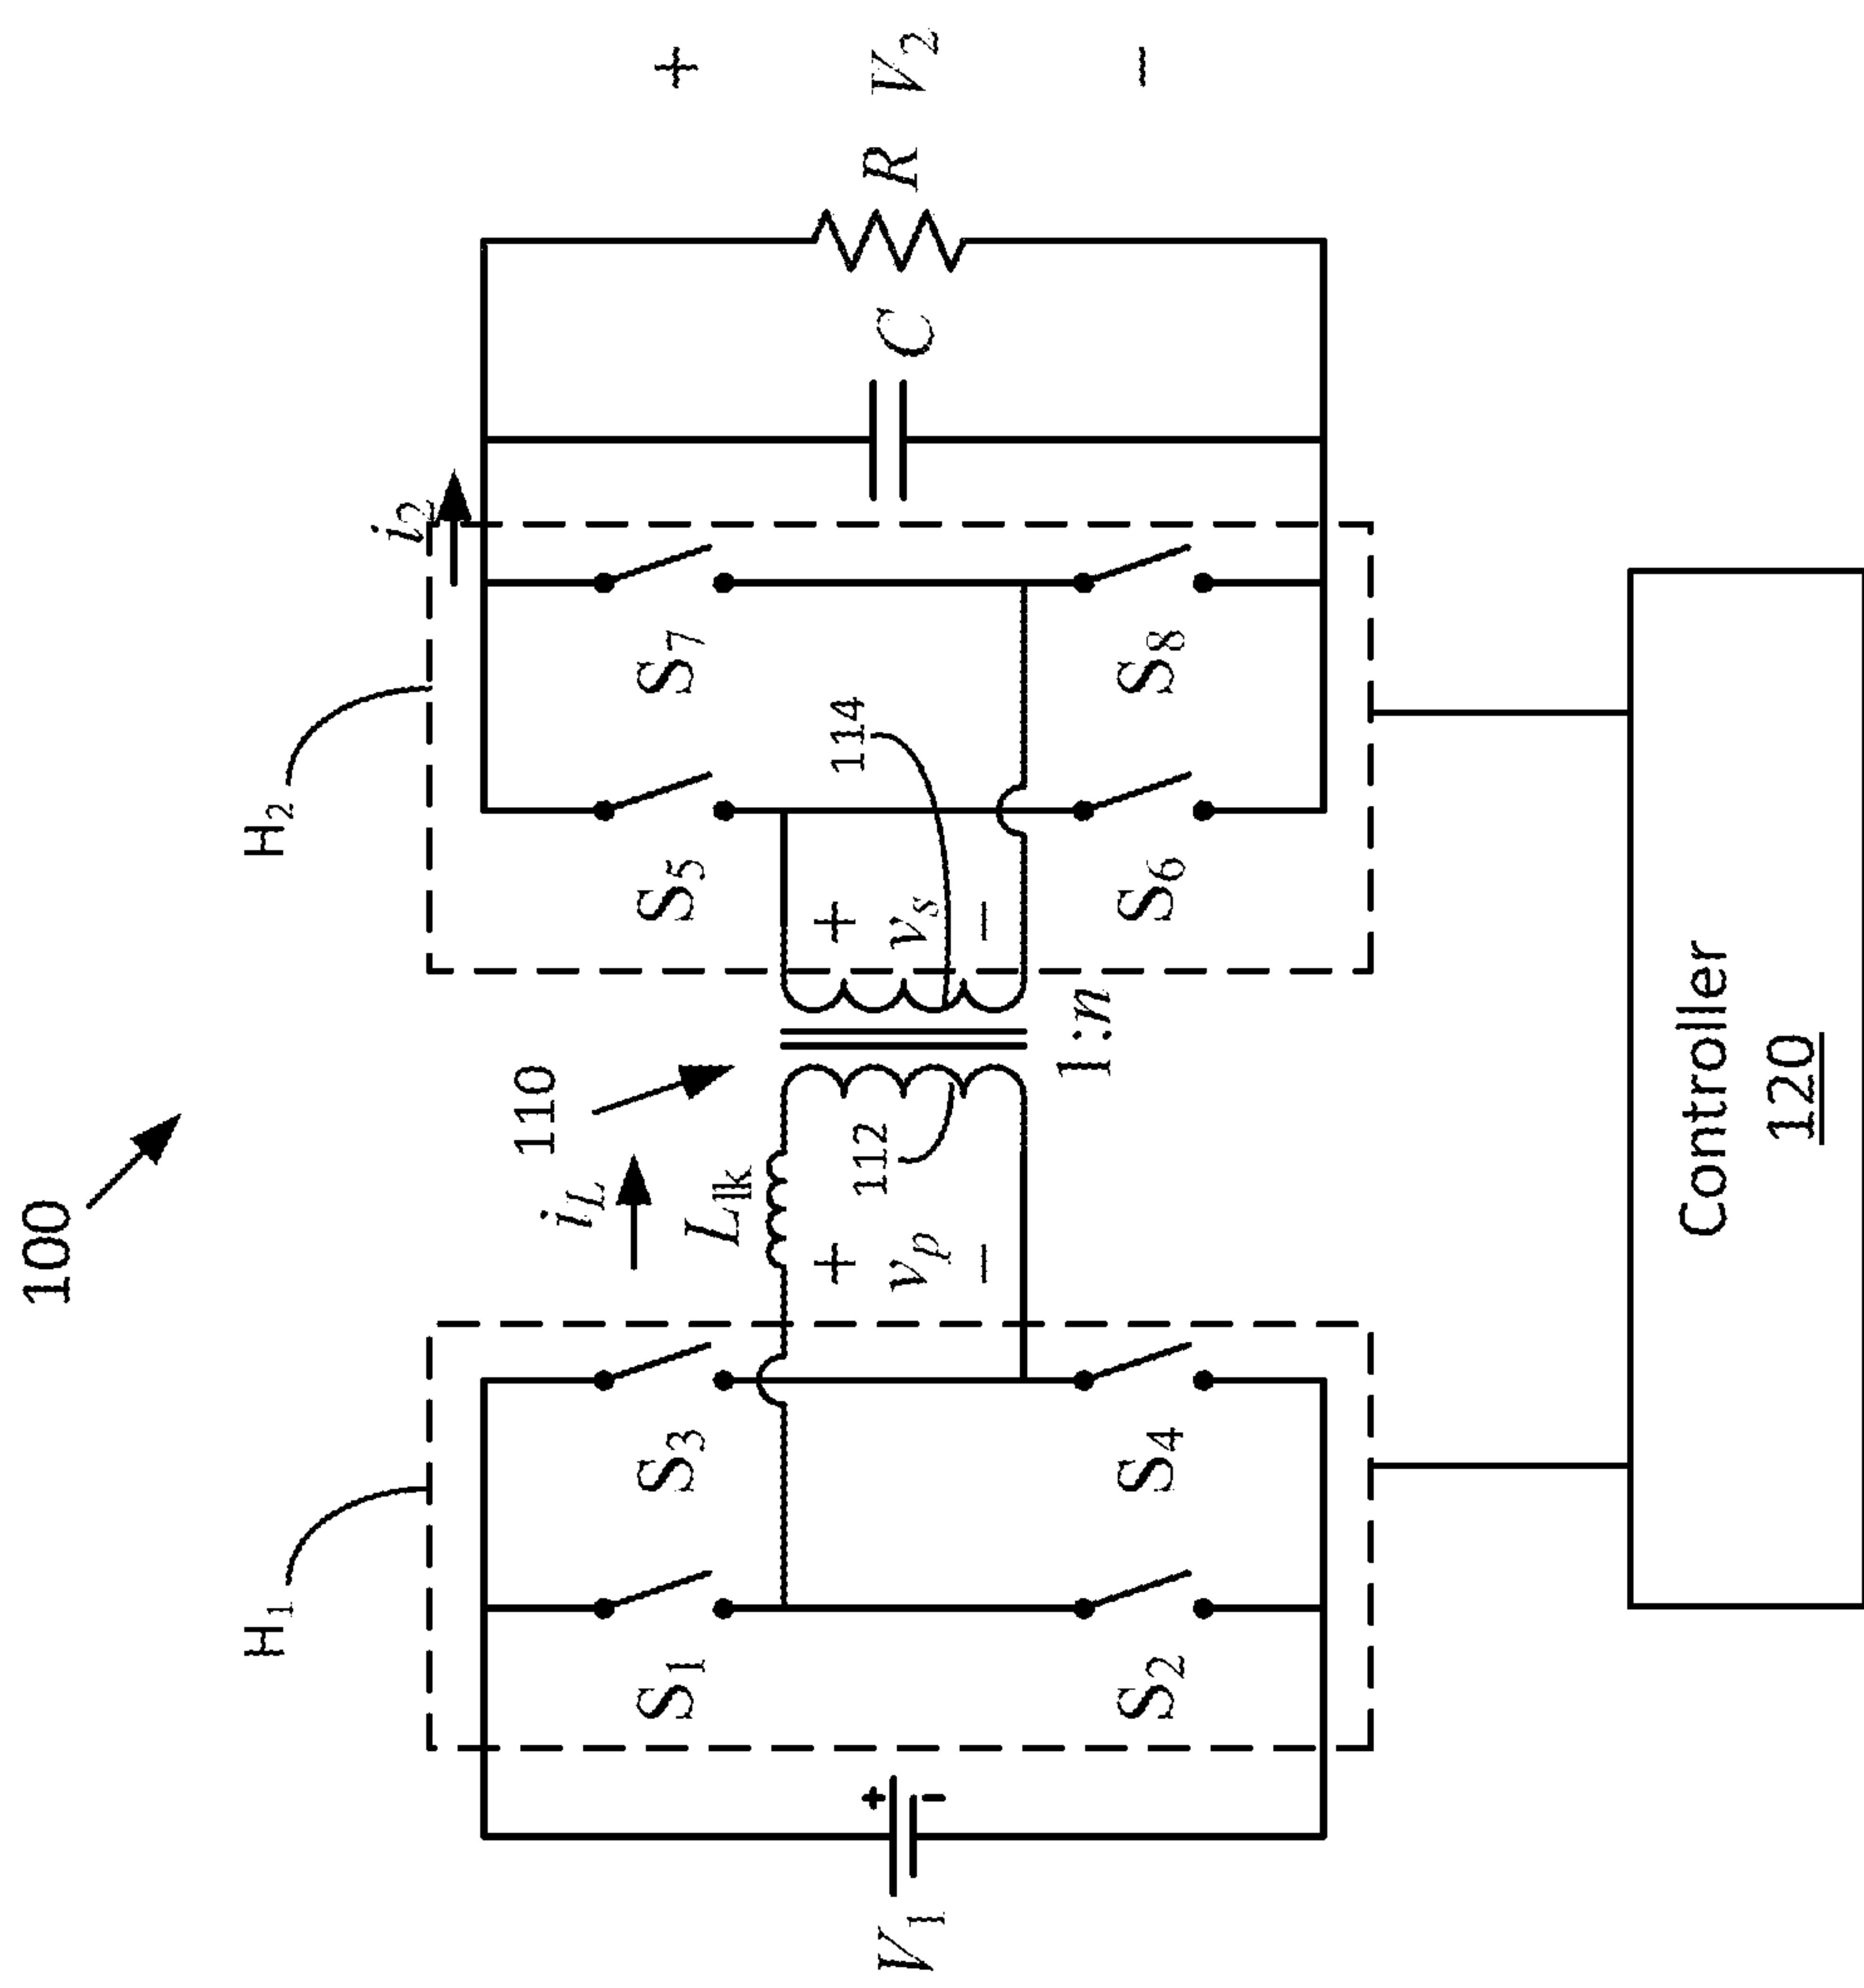 100
H1
H2
i2
110
iL
Llk
S1
S3
S5
S7
+
+
+
V1
+
-
vp
112
vs
114
C
R
V2
-
-
-
1:n
S2
S4
S6
S8
Controller
120